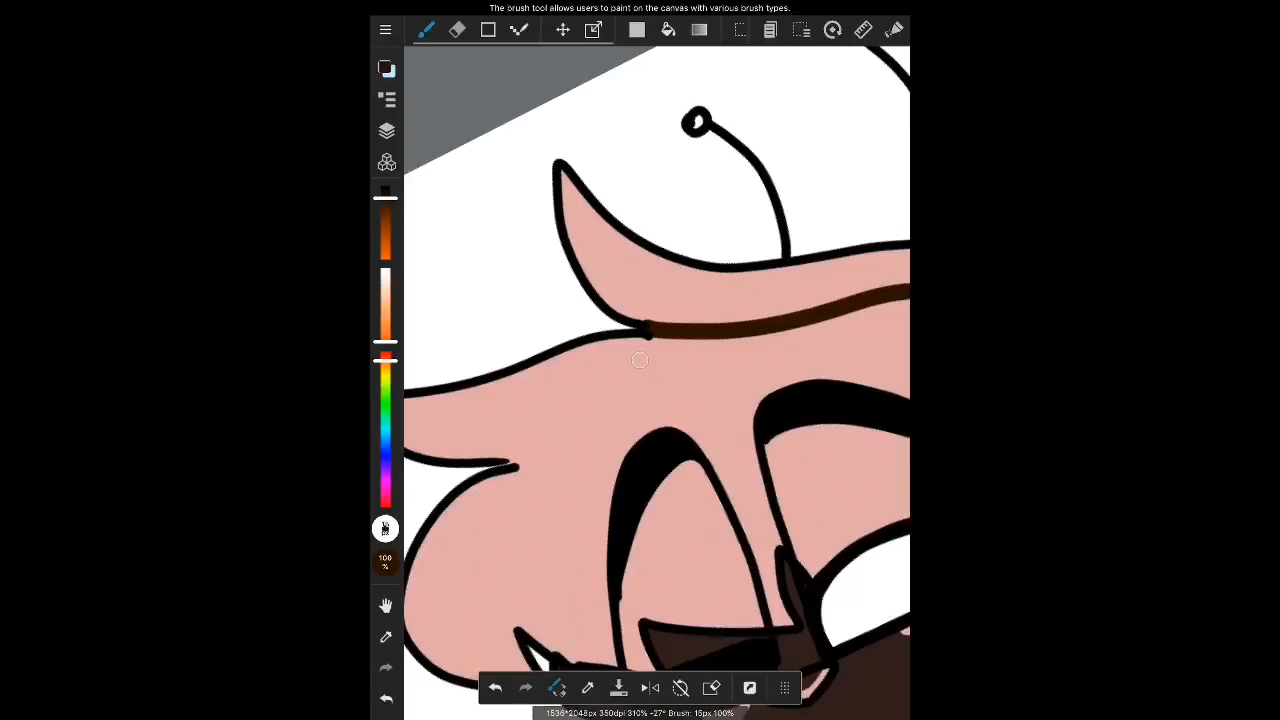 The brush tool allows users to paint on the canvas with various brush types.
100
%
1536*2048px 350dpi 310% -27° Brush: 15px 100%